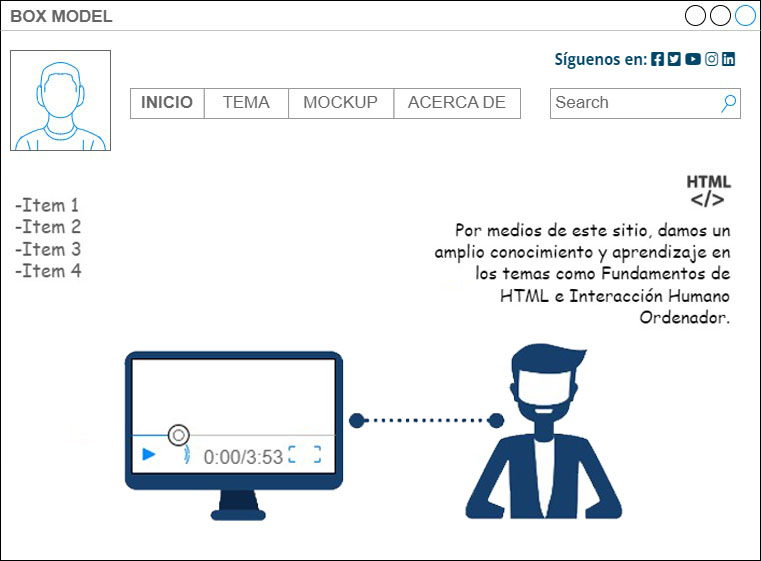 BOX MODEL
Síguenos en:
INICIO TEMA MOCKUP ACERCA DE Search
-Item 1
-Item 2
-Item 3
-Item 4
HTML
</>
Por medios de este sitio, damos un
amplio conocimiento y aprendizaje en
los temas como Fundamentos de
HTML e Interacción Humano
Ordenador.
0:00/3:53